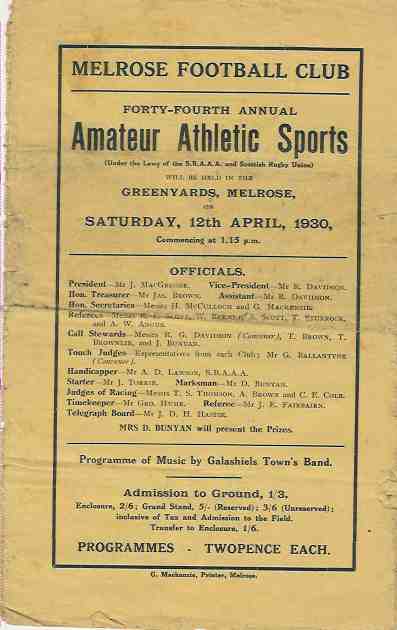 MELROSE FOOTBALL CLUB
FORTY-FOURTH ANNUAL
Amateur Athletic Sports
(Under the Laws of the S.B.A.A.A. and Scottish Rugby Union)
WILL BE HELD IN THE
GREENYARDS, MELROSE,
ON
SATURDAY, 12th APRIL, 1930,
Commencing at 1.15 p.m.
OFFICIALS.
President—Mr J. MacGregor. Vice-President—Mr R. Davidson.
Hon. Treasurer—Mr Jas. Brown. Assistant—Mr R. Davidson.
Hon. Secretaries—Messrs H. McCulloch and G. Mackenzie.
Referees—Messrs W. Scott, T. Sturrock,
and A. W. Angus.
Call Stewards—Messrs R. G. Davidson (Convener), T. Brown, T.
Brownlie, and J. Bunyan.
Touch Judges—Representatives from each Club; Mr G. Ballantyne
(Convener).
Handicapper—Mr A. D. Lawson, S.B.A.A.A.
Starter—Mr J. Torrie. Marksman—Mr D. Bunyan.
Judges of Racing—Messrs T. S. Thomson, A. Brown and C. E. Cole.
Timekeeper—Mr Geo. Hume. Referee—Mr J. E. Fairbairn.
Telegraph Board—Mr J. D. H. Hastie.
MRS D. BUNYAN will present the Prizes.
Programme of Music by Galashiels Town's Band.
Admission to Ground, 1/3.
Enclosure, 2/6; Grand Stand, 5/- (Reserved); 3/6 (Unreserved);
inclusive of Tax and Admission to the Field.
Transfer to Enclosure, 1/6.
PROGRAMMES - TWOPENCE EACH.
G. Mackenzie, Printer, Melrose.